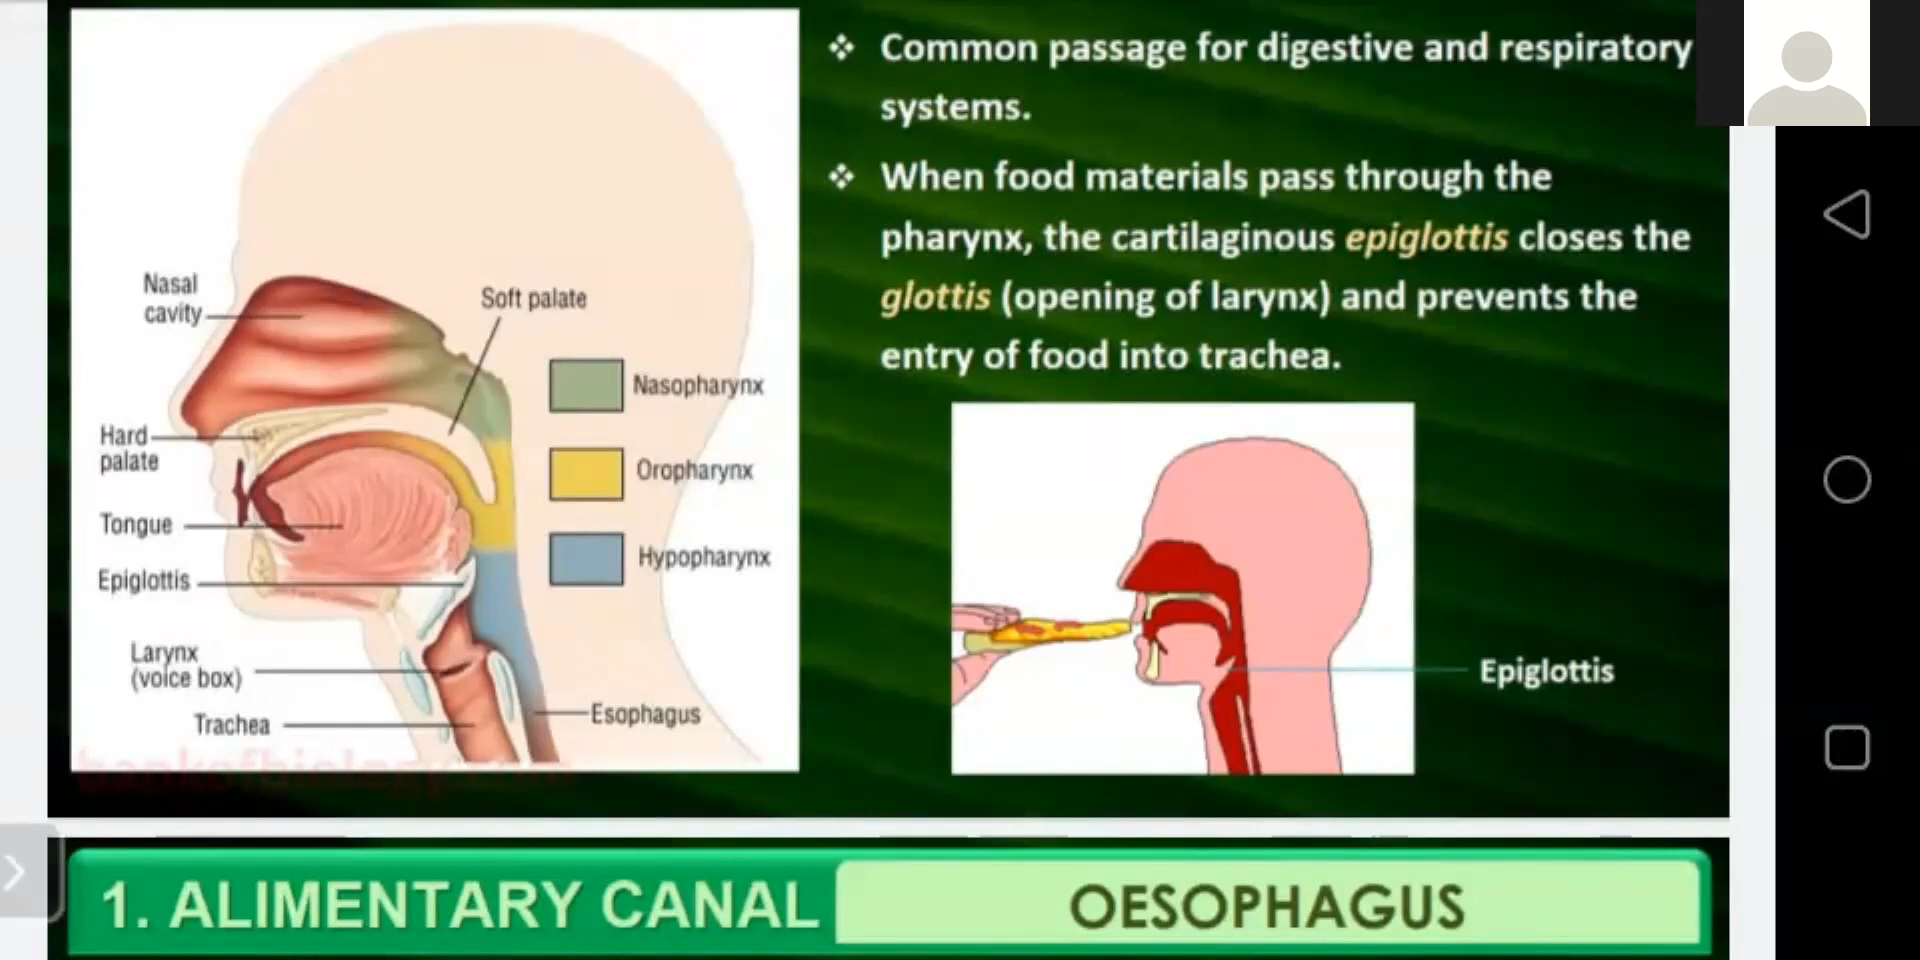 Common passage for digestive and respiratory
systems.
When food materials pass through the
pharynx, the cartilaginous epiglottis closes the
glottis (opening of larynx) and prevents the
entry of food into trachea.
Nasal
cavity
Soft palate
Nasopharynx
Hard
palate
Oropharynx
Tongue
Hypopharynx
Epiglottis
Larynx
(voice box)
Trachea
Esophagus
Epiglottis
1. ALIMENTARY CANAL
OESOPHAGUS